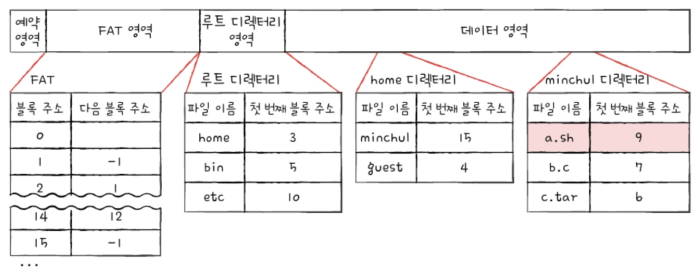 예약 영역 FAT 영역 루트 디렉터리 영역 데이터 영역
FAT
블록 주소 다음 블록 주소
0
1 -1
2 1
14 12
15 -1
...
루트 디렉터리
파일 이름 첫 번째 블록 주소
home 3
bin 5
etc 10
home 디렉터리
파일 이름 첫 번째 블록 주소
minchul 15
guest 4
minchul 디렉터리
파일 이름 첫 번째 블록 주소
a.sh 9
b.c 7
c.tar 6